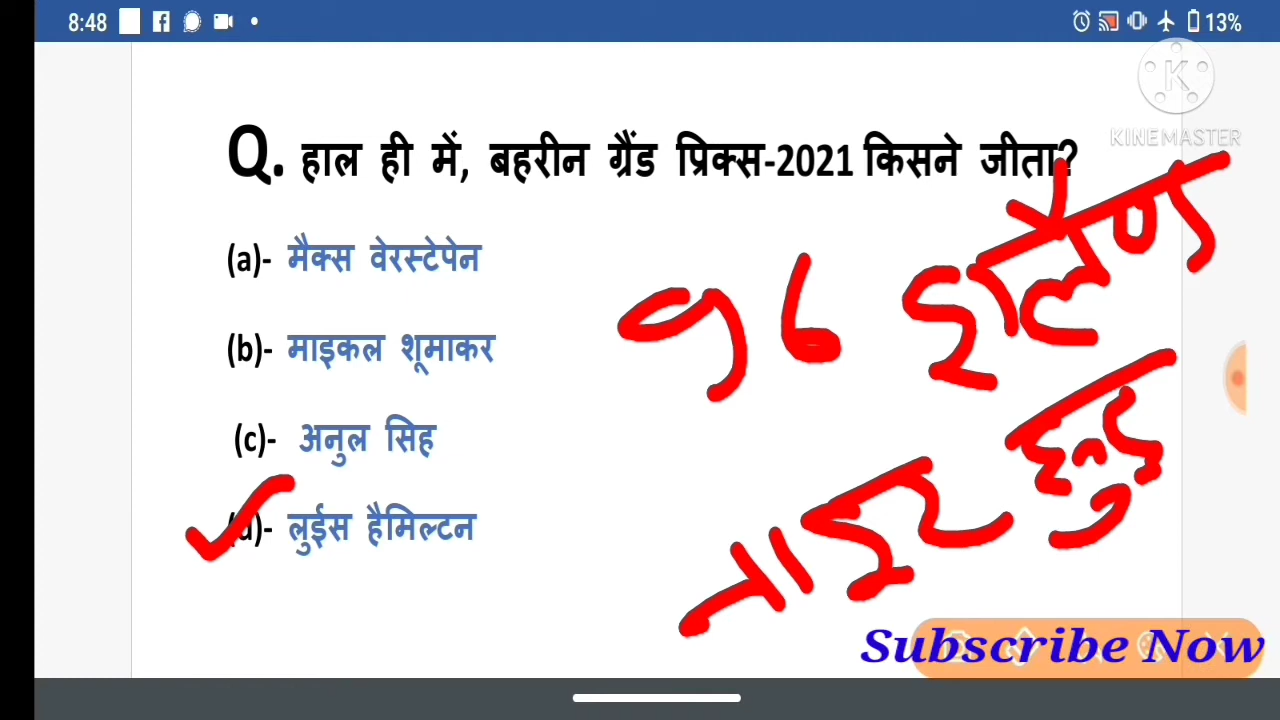 8:48 13%
KINEMASTER
Q. हाल ही में, बहरीन ग्रैंड प्रिक्स-2021 किसने जीता?
(a)- मैक्स वेरस्टेपेन
(b)- माइकल शूमाकर
(c)- अनुल सिह
(d)- लुईस हैमिल्टन
96
Subscribe Now